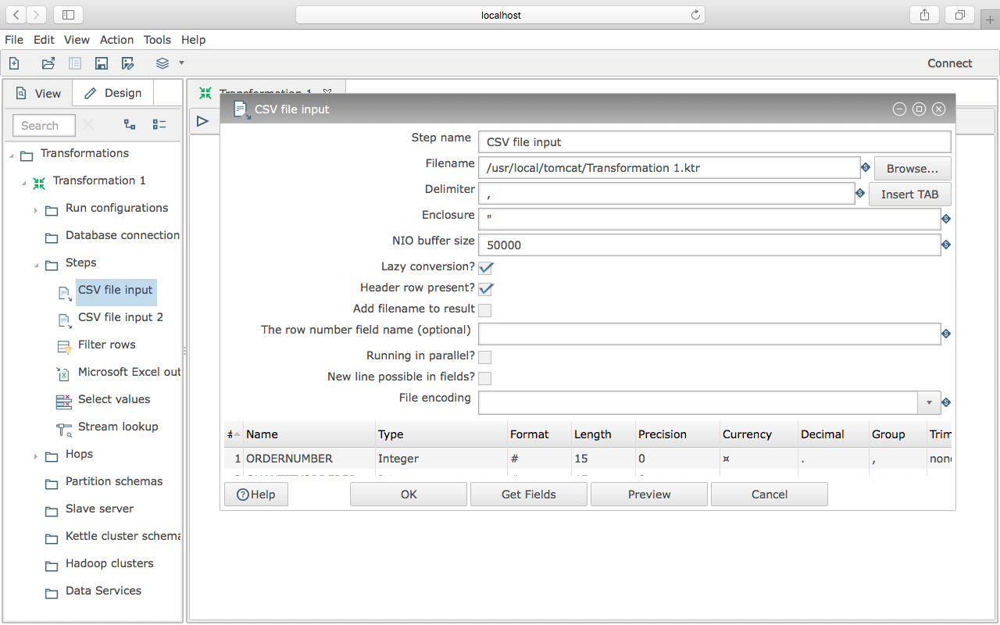 localhost
File Edit View Action Tools Help
Connect
View Design
Transformation 1
Search
Transformations
Transformation 1
Run configurations
Database connection
Steps
CSV file input
CSV file input 2
Filter rows
Microsoft Excel out
Select values
Stream lookup
Hops
Partition schemas
Slave server
Kettle cluster schema
Hadoop clusters
Data Services
CSV file input
Step name CSV file input
Filename /usr/local/tomcat/Transformation 1.ktr Browse...
Delimiter , Insert TAB
Enclosure "
NIO buffer size 50000
Lazy conversion?
Header row present?
Add filename to result
The row number field name (optional)
Running in parallel?
New line possible in fields?
File encoding
# Name Type Format Length Precision Currency Decimal Group Trim
1 ORDERNUMBER Integer # 15 0 ¤ . , none
Help OK Get Fields Preview Cancel